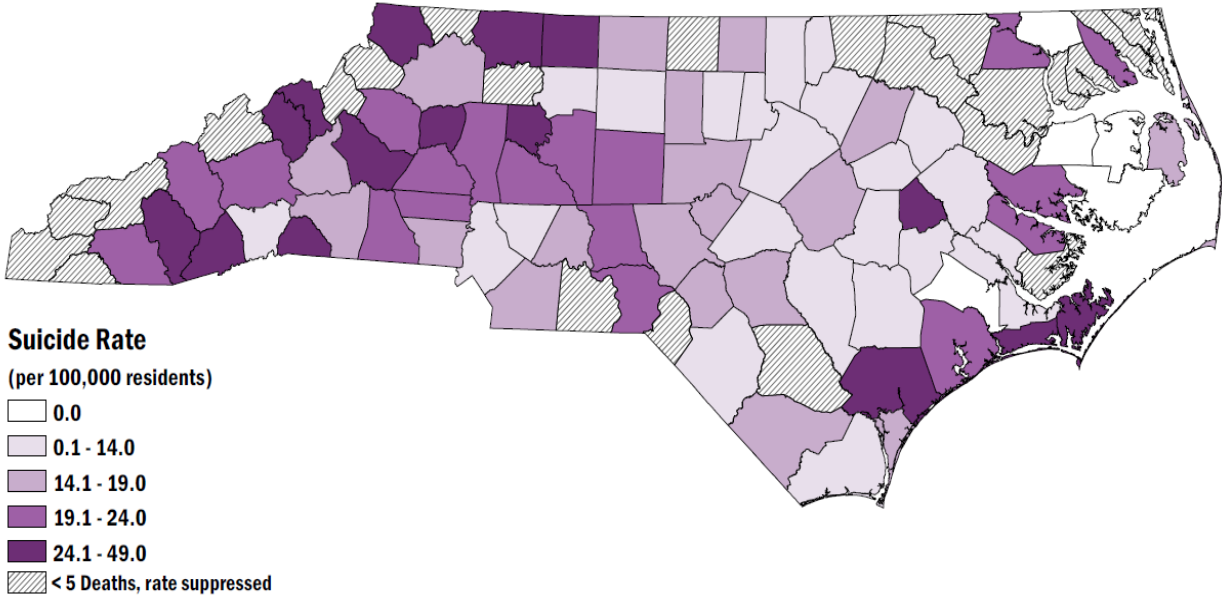 Suicide Rate
(per 100,000 residents)
0.0
0.1 - 14.0
14.1 - 19.0
19.1 - 24.0
24.1 - 49.0
< 5 Deaths, rate suppressed